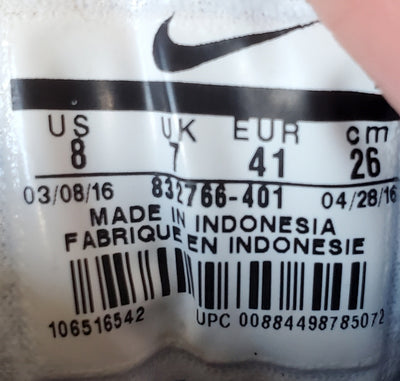 US UK EUR cm
8 7 41 26
03/08/16 832766-401 04/28/16
MADE IN INDONESIA
FABRIQUE EN INDONESIE
106516542 UPC 00884498785072